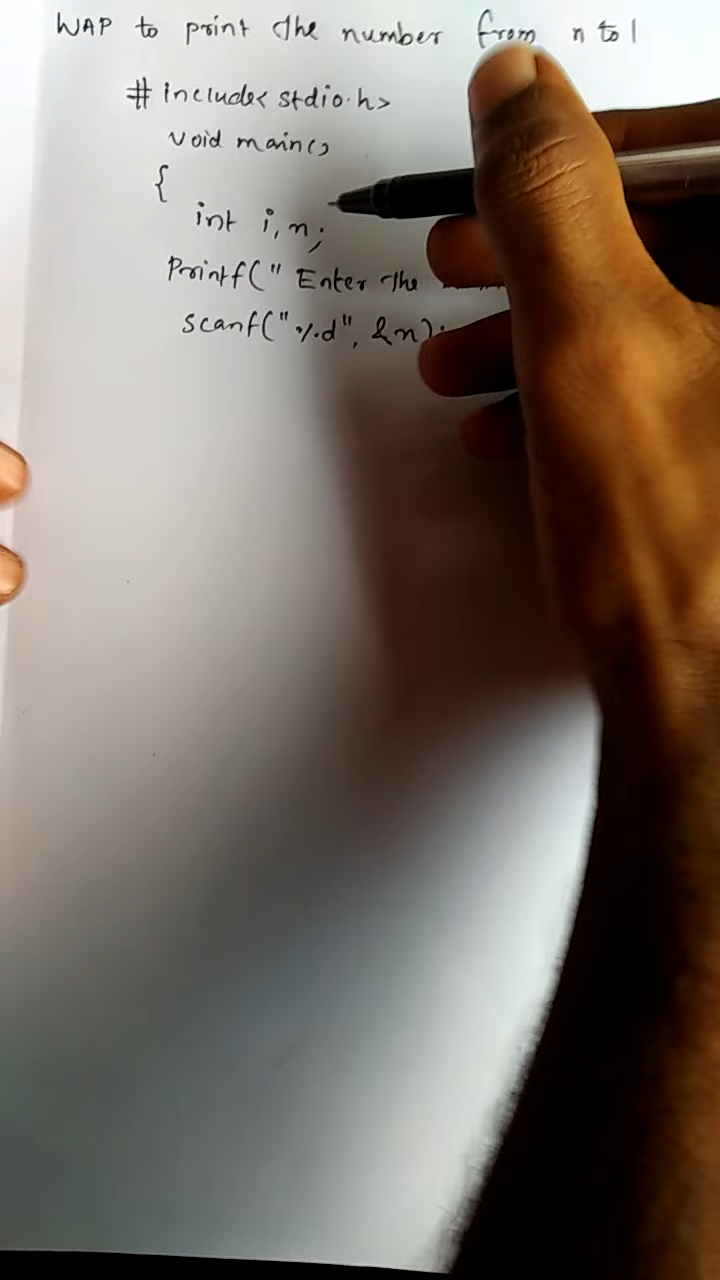 WAP to print the number from n to 1
#include<stdio.h>
void main()
{
int i,n;
Printf(" Enter the
scanf("%d", &n);